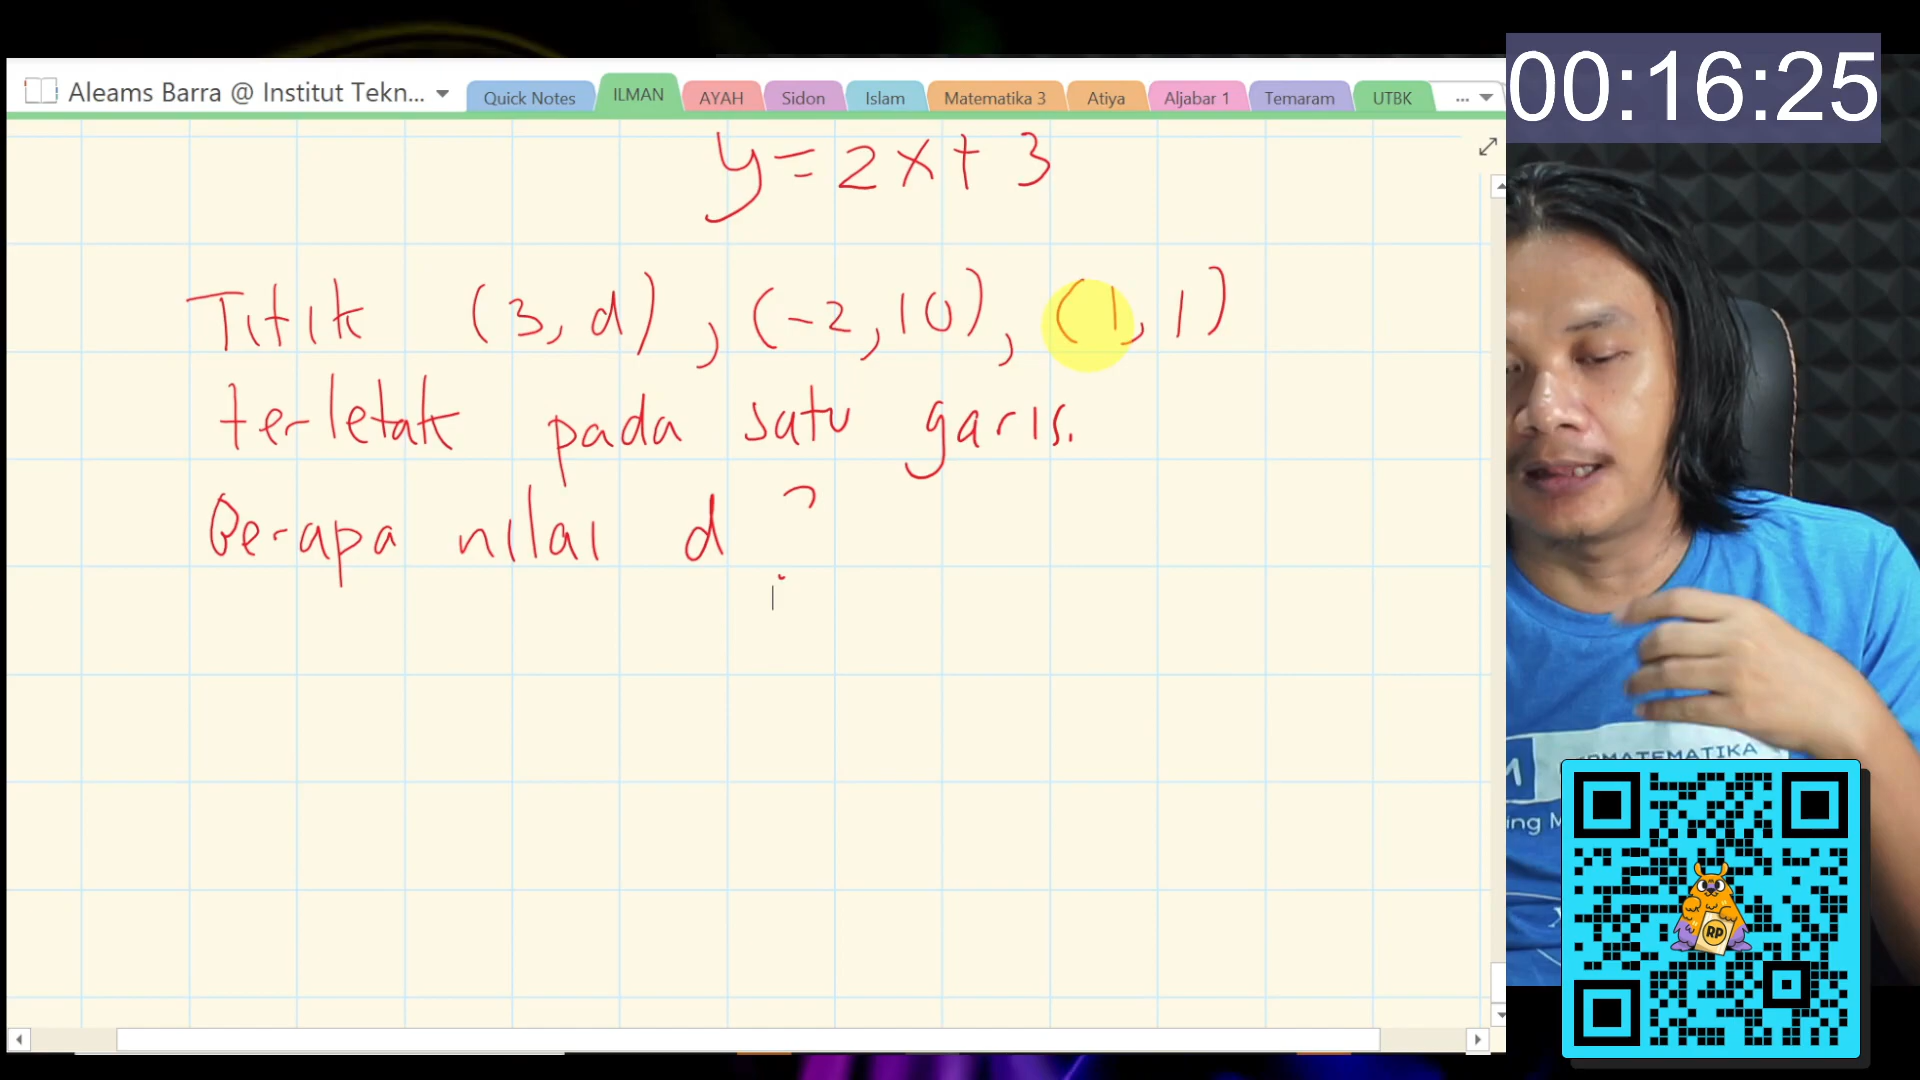 00:16:25
Aleams Barra @ Institut Tekn...
Quick Notes
ILMAN
AYAH
Sidon
Islam
Matematika 3
Atiya
Aljabar 1
Temaram
UTBK
...
y = 2x + 3
Titik (3, d), (-2, 10), (1, 1)
terletak pada satu garis.
Berapa nilai d ?
RP